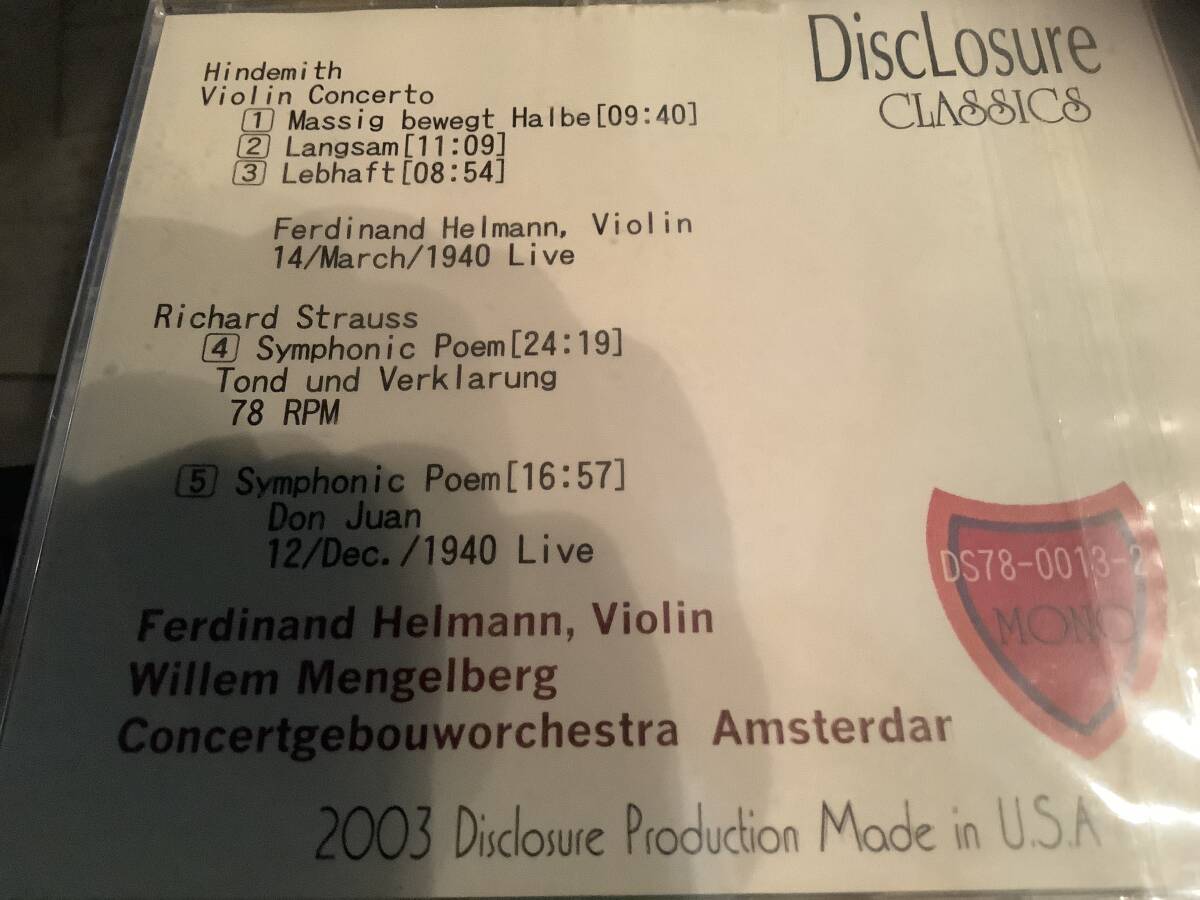 DiscLosure
CLASSICS
Hindemith
Violin Concerto
1 Massig bewegt Halbe[09:40]
2 Langsam[11:09]
3 Lebhaft[08:54]
Ferdinand Helmann, Violin
14/March/1940 Live
Richard Strauss
4 Symphonic Poem[24:19]
Tond und Verklarung
78 RPM
5 Symphonic Poem[16:57]
Don Juan
12/Dec./1940 Live
DS78-0013-2
MONO
Ferdinand Helmann, Violin
Willem Mengelberg
Concertgebouworchestra Amsterdar
2003 Disclosure Production Made in U.S.A